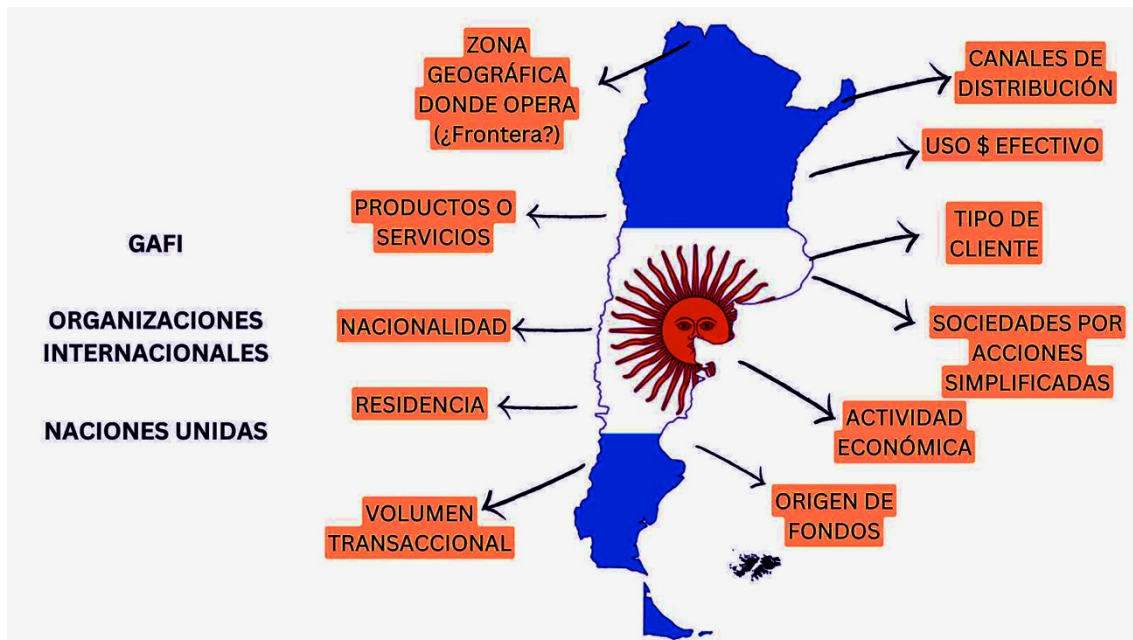 GAFI
ORGANIZACIONES
INTERNACIONALES
NACIONES UNIDAS
ZONA
GEOGRÁFICA
DONDE OPERA
(¿Frontera?)
PRODUCTOS O
SERVICIOS
NACIONALIDAD
RESIDENCIA
VOLUMEN
TRANSACCIONAL
CANALES DE
DISTRIBUCIÓN
USO $ EFECTIVO
TIPO DE
CLIENTE
SOCIEDADES POR
ACCIONES
SIMPLIFICADAS
ACTIVIDAD
ECONÓMICA
ORIGEN DE
FONDOS